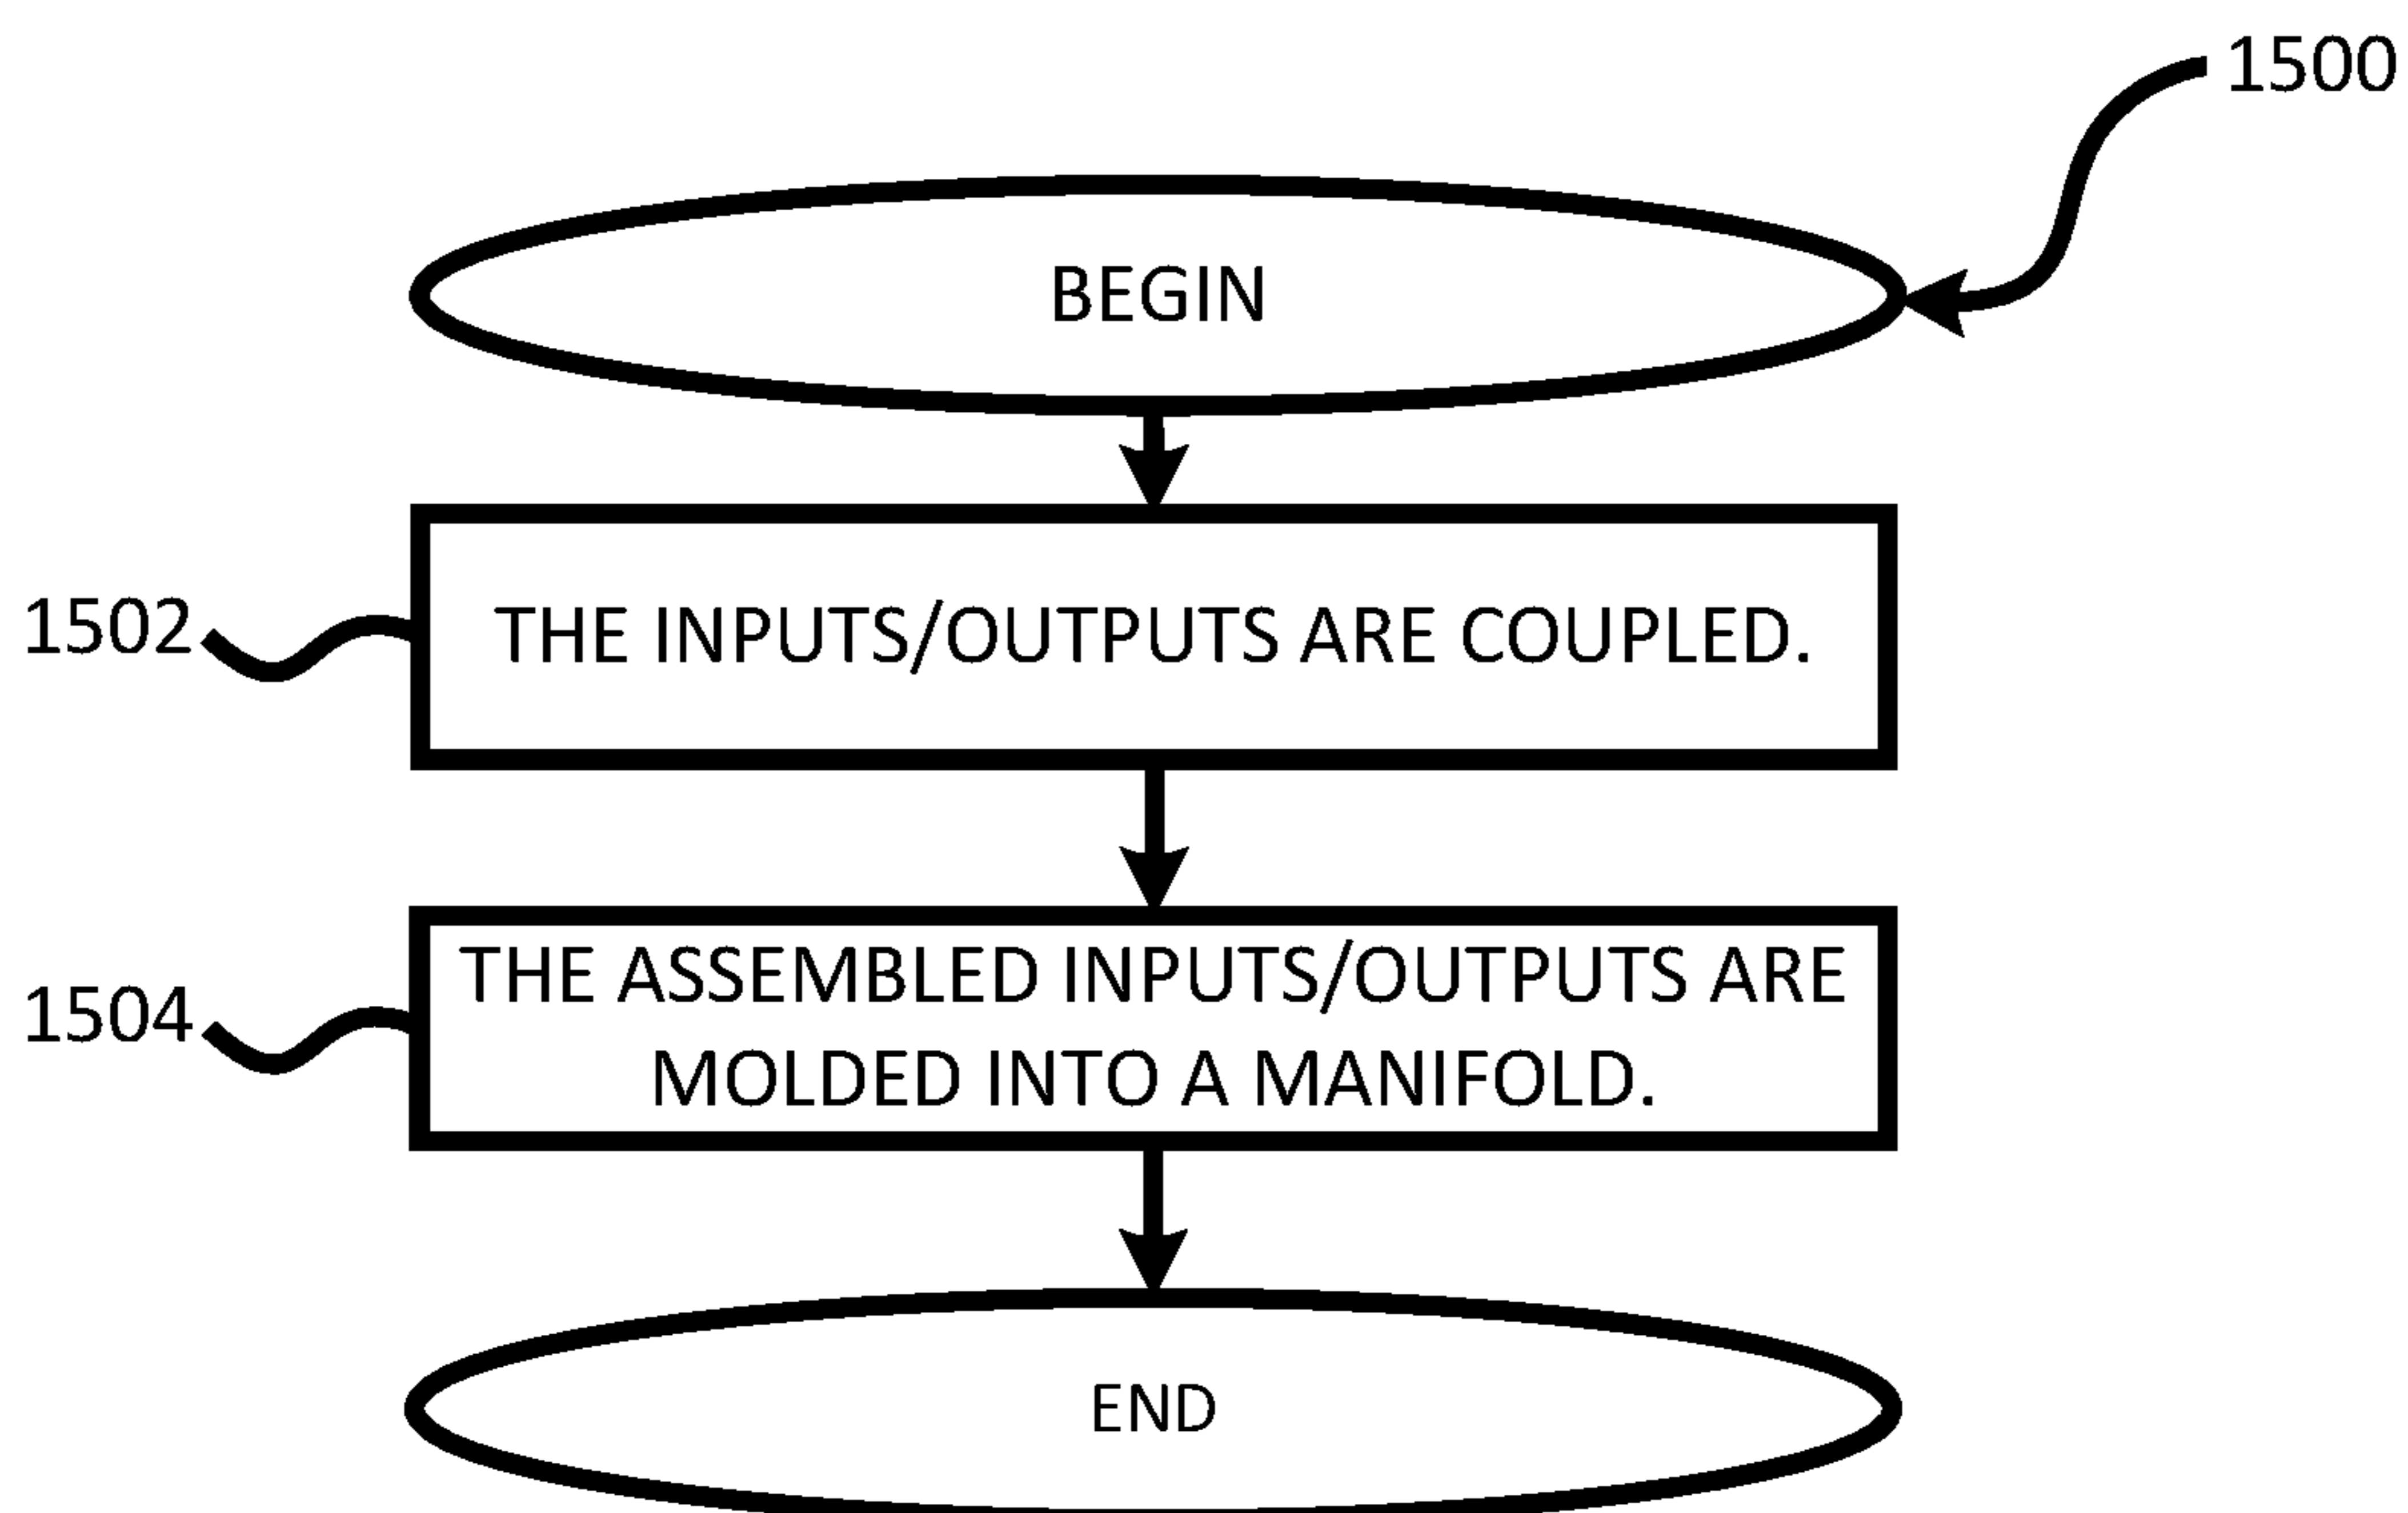 1500
BEGIN
1502
THE INPUTS/OUTPUTS ARE COUPLED.
1504
THE ASSEMBLED INPUTS/OUTPUTS ARE
MOLDED INTO A MANIFOLD.
END